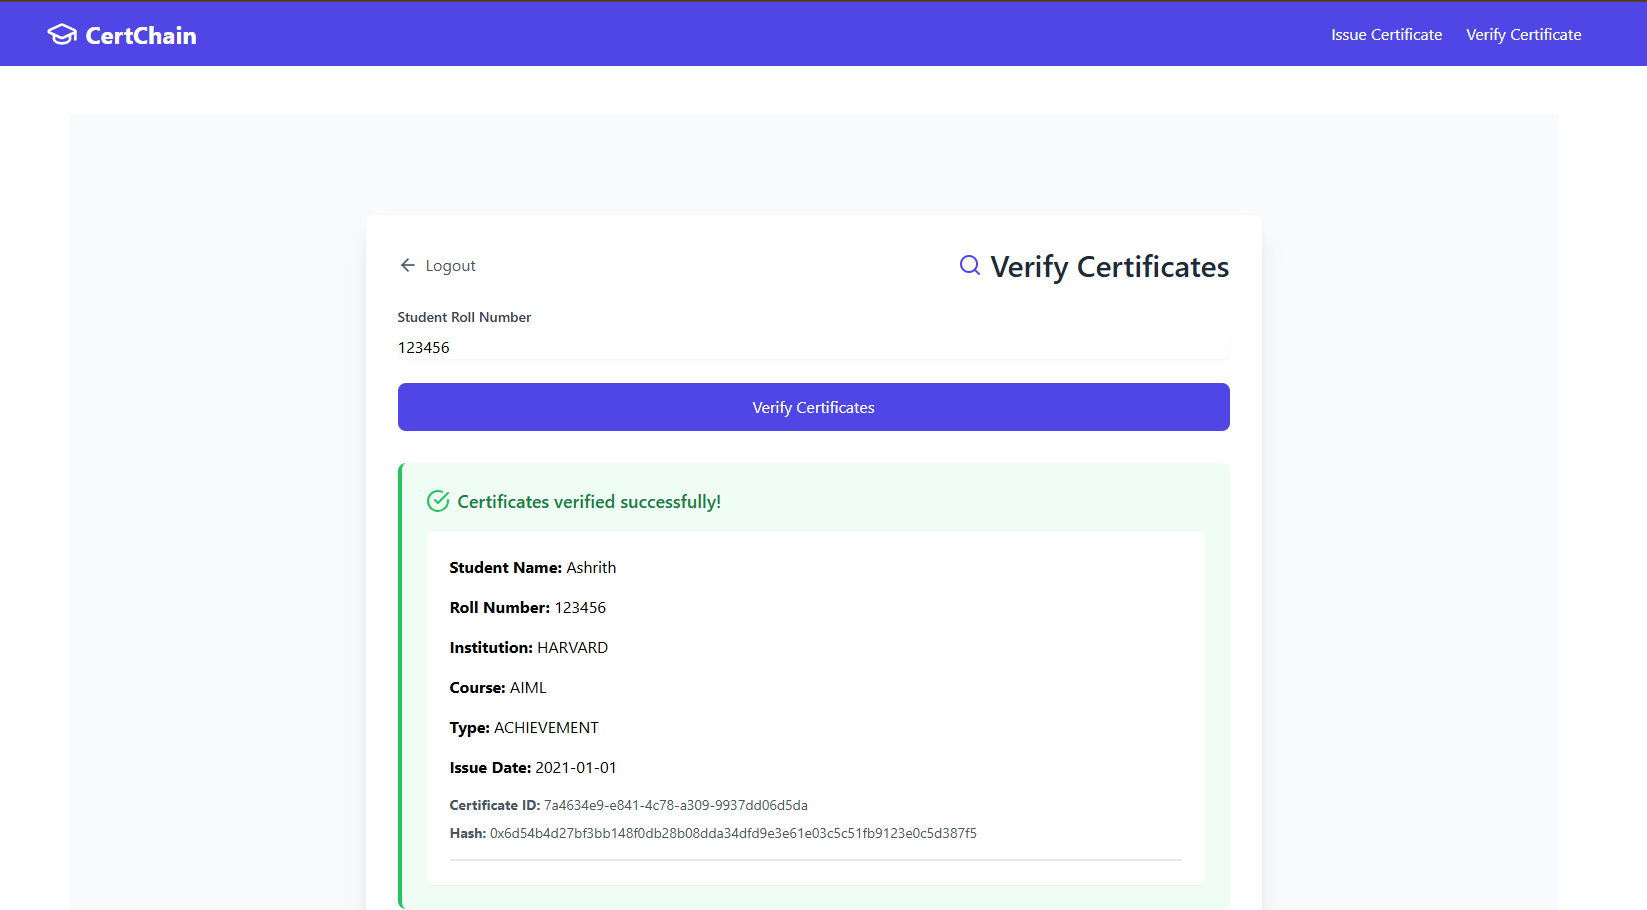 CertChain
Issue Certificate
Verify Certificate
Logout
Verify Certificates
Student Roll Number
123456
Verify Certificates
Certificates verified successfully!
Student Name: Ashrith
Roll Number: 123456
Institution: HARVARD
Course: AIML
Type: ACHIEVEMENT
Issue Date: 2021-01-01
Certificate ID: 7a4634e9-e841-4c78-a309-9937dd06d5da
Hash: 0x6d54b4d27bf3bb148f0db28b08dda34dfd9e3e61e03c5c51fb9123e0c5d387f5